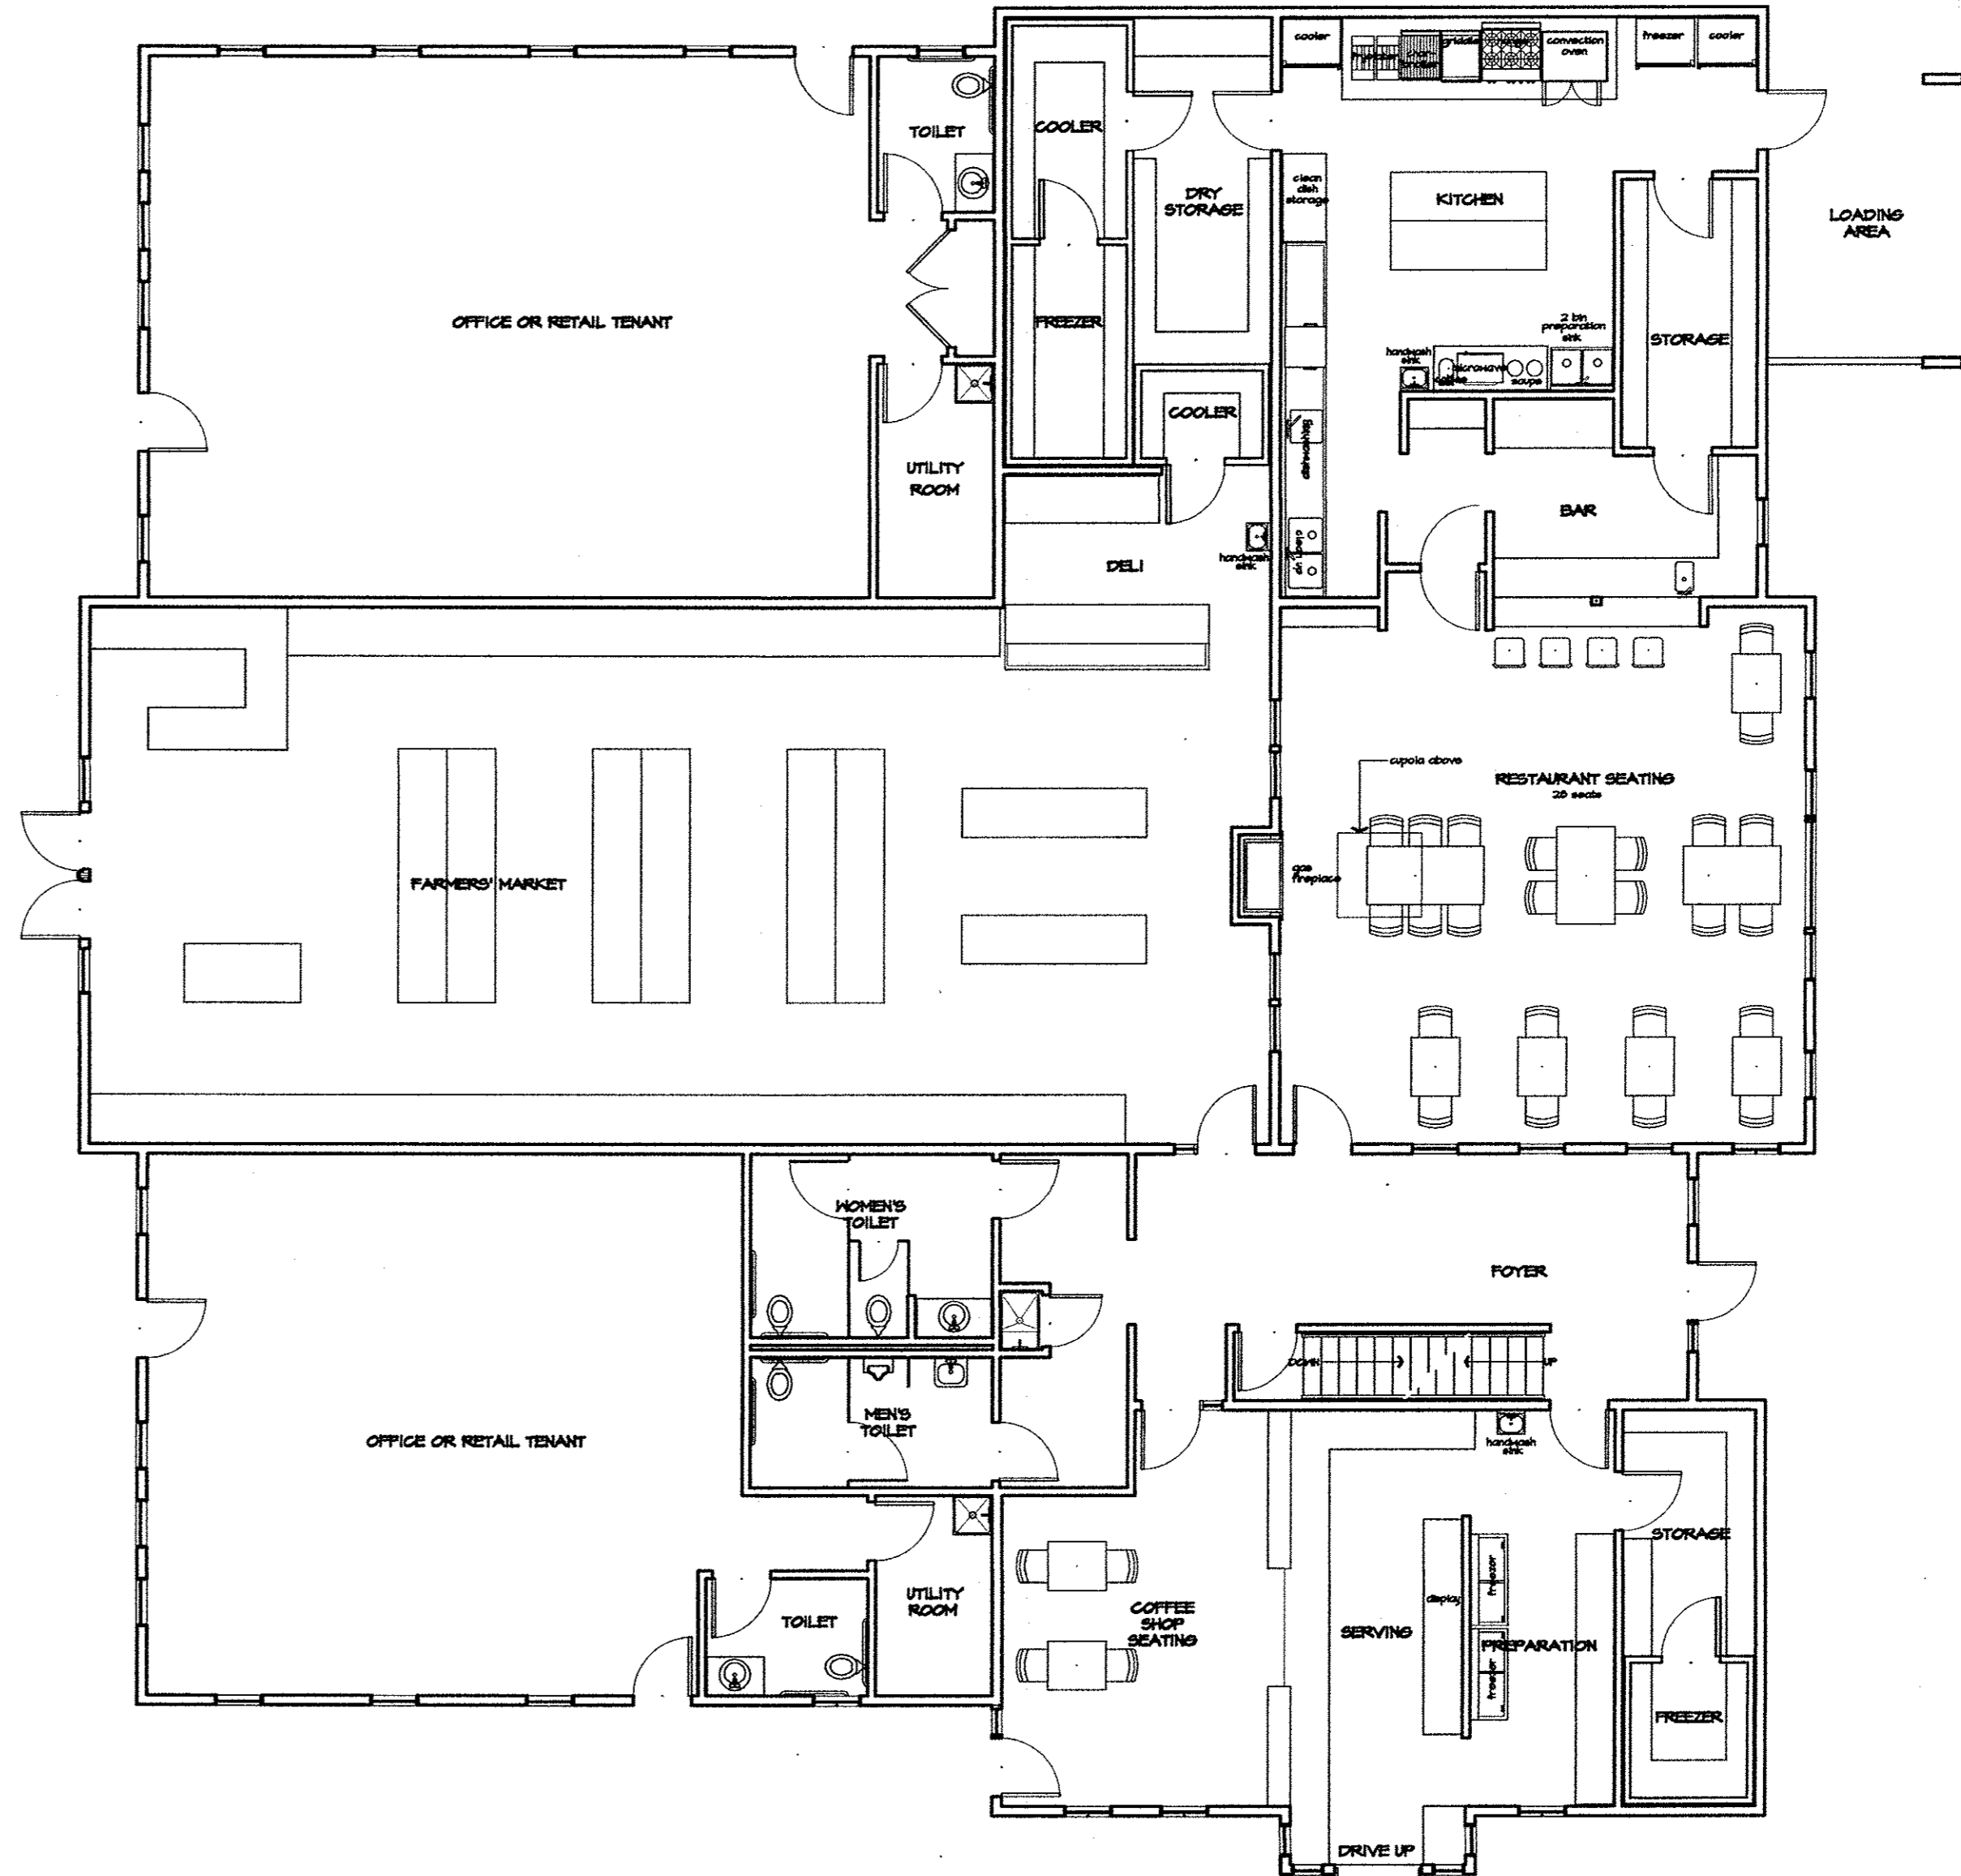 cooler
griddle
convection
oven
freezer
cooler
TOILET
COOLER
clean
dish
storage
DRY
STORAGE
KITCHEN
LOADING
AREA
OFFICE OR RETAIL TENANT
FREEZER
2 bin
preparation
sink
STORAGE
handwash
sink
microwave
soups
COOLER
dishwashing
UTILITY
ROOM
BAR
handwash
sink
clean
up
DELI
cupola above
RESTAURANT SEATING
28 seats
gas
fireplace
FARMERS' MARKET
WOMEN'S
TOILET
FOYER
DOWN
UP
MEN'S
TOILET
OFFICE OR RETAIL TENANT
handwash
sink
STORAGE
freezer
UTILITY
ROOM
COFFEE
SHOP
SEATING
display
TOILET
SERVING
PREPARATION
freezer
FREEZER
DRIVE UP